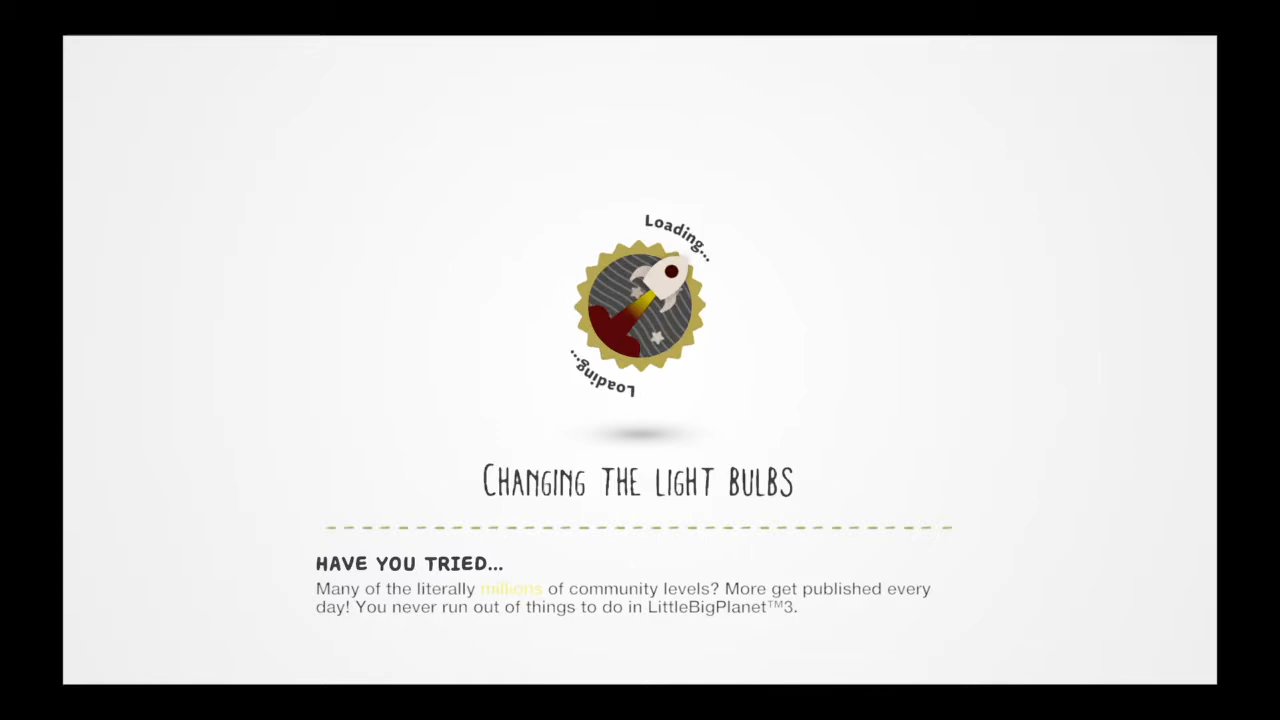 Loading...
Loading...
CHANGING THE LIGHT BULBS
HAVE YOU TRIED...
Many of the literally millions of community levels? More get published every
day! You never run out of things to do in LittleBigPlanet™3.